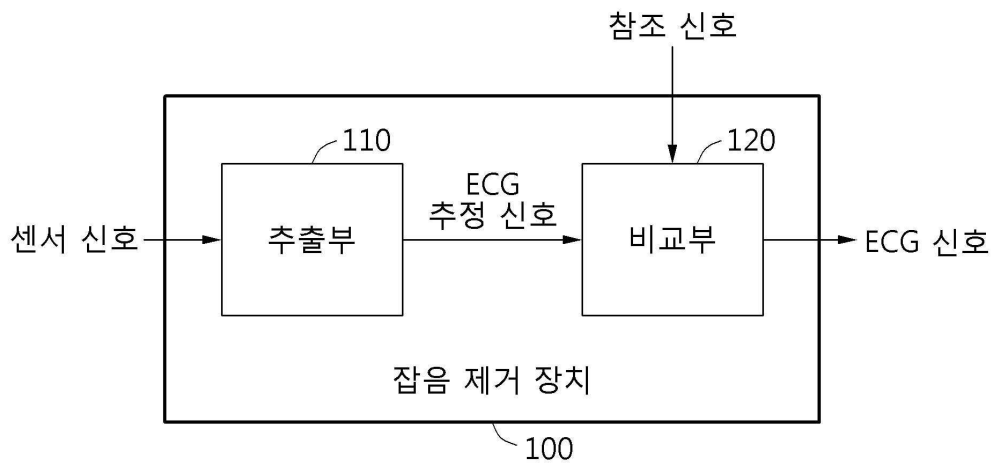 참조 신호
110
120
ECG
추정 신호
센서 신호
추출부
비교부
ECG 신호
잡음 제거 장치
100